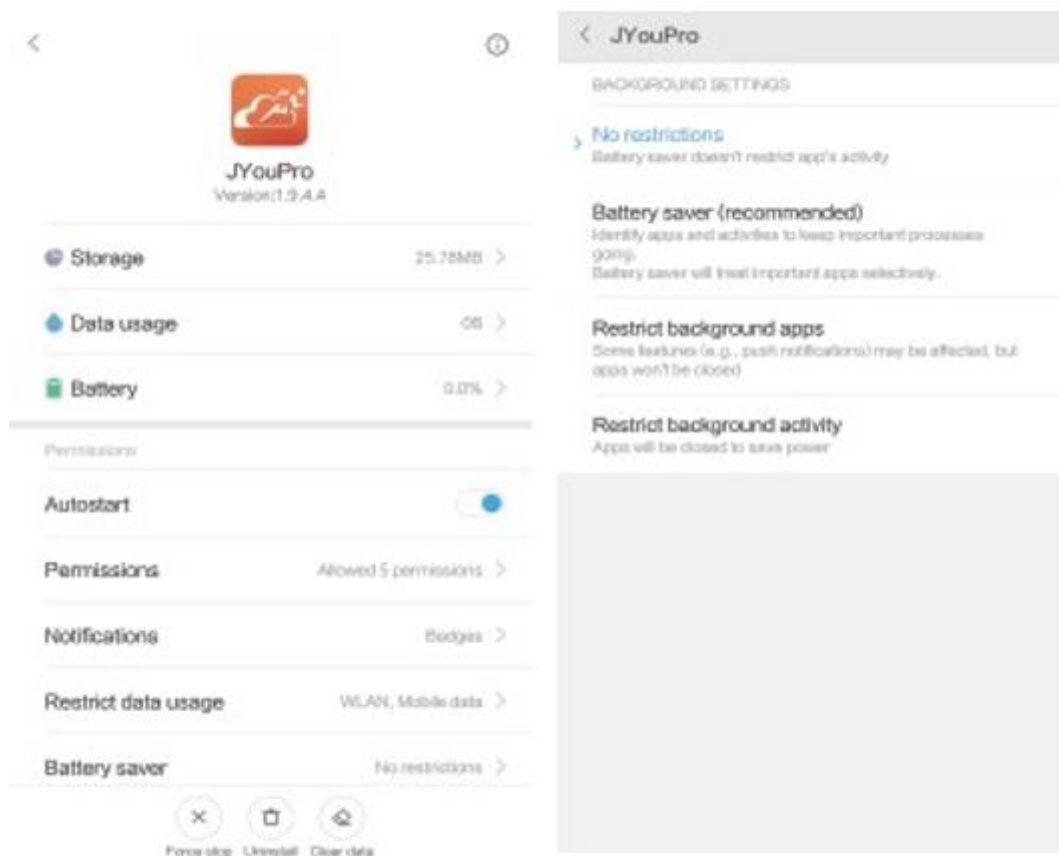 JYouPro
Version:1.9.4.4
Storage
25.78MB
Data usage
0B
Battery
0.0%
Permissions
Autostart
Permissions
Allowed 5 permissions
Notifications
Badges
Restrict data usage
WLAN, Mobile data
Battery saver
No restrictions
Force stop
Uninstall
Clear data
JYouPro
BACKGROUND SETTINGS
No restrictions
Battery saver doesn't restrict app's activity
Battery saver (recommended)
Identify apps and activities to keep important processes
going.
Battery saver will treat important apps selectively.
Restrict background apps
Some features (e.g., push notifications) may be affected, but
apps won't be closed
Restrict background activity
Apps will be closed to save power